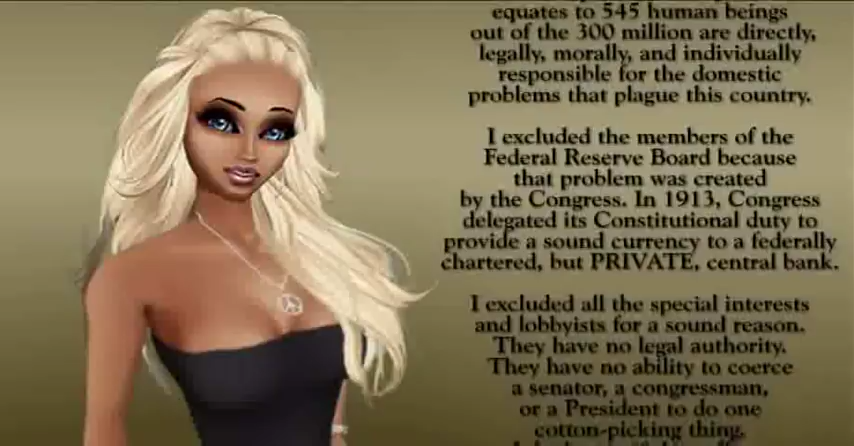 equates to 545 human beings
out of the 300 million are directly,
legally, morally, and individually
responsible for the domestic
problems that plague this country.
I excluded the members of the
Federal Reserve Board because
that problem was created
by the Congress. In 1913, Congress
delegated its Constitutional duty to
provide a sound currency to a federally
chartered, but PRIVATE, central bank.
I excluded all the special interests
and lobbyists for a sound reason.
They have no legal authority.
They have no ability to coerce
a senator, a congressman,
or a President to do one
cotton-picking thing.